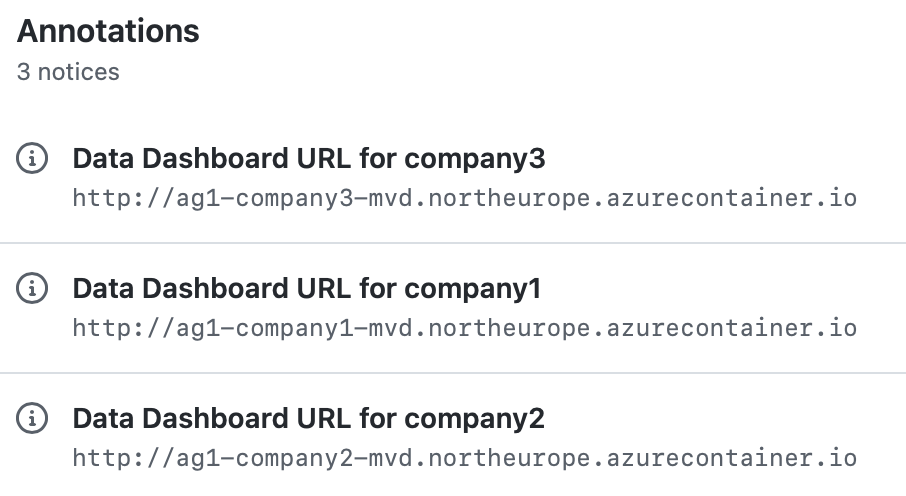 Annotations
3 notices
Data Dashboard URL for company3
http://ag1-company3-mvd.northeurope.azurecontainer.io
Data Dashboard URL for company1
http://ag1-company1-mvd.northeurope.azurecontainer.io
Data Dashboard URL for company2
http://ag1-company2-mvd.northeurope.azurecontainer.io